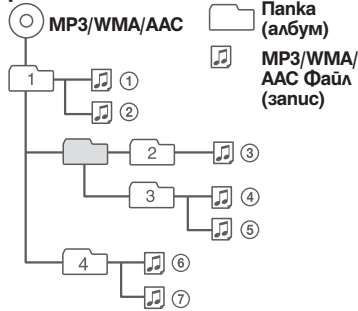 MP3/WMA/AAC
Папка
(албум)
MP3/WMA/
AAC Файл
(запис)
1
①
②
2
③
3
④
⑤
4
⑥
⑦